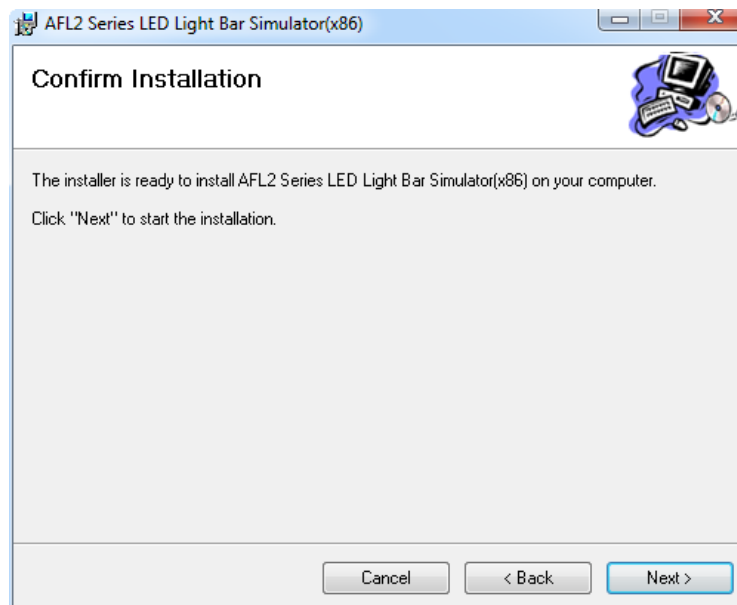 AFL2 Series LED Light Bar Simulator(x86)
Confirm Installation
The installer is ready to install AFL2 Series LED Light Bar Simulator(x86) on your computer.
Click "Next" to start the installation.
Cancel
< Back
Next >